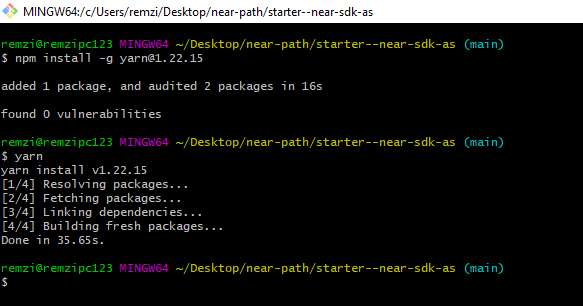 MINGW64:/c/Users/remzi/Desktop/near-path/starter--near-sdk-as
remzi@remzipc123 MINGW64 ~/Desktop/near-path/starter--near-sdk-as (main)
$ npm install -g yarn@1.22.15
added 1 package, and audited 2 packages in 16s
found 0 vulnerabilities
remzi@remzipc123 MINGW64 ~/Desktop/near-path/starter--near-sdk-as (main)
$ yarn
yarn install v1.22.15
[1/4] Resolving packages...
[2/4] Fetching packages...
[3/4] Linking dependencies...
[4/4] Building fresh packages...
Done in 35.65s.
remzi@remzipc123 MINGW64 ~/Desktop/near-path/starter--near-sdk-as (main)
$